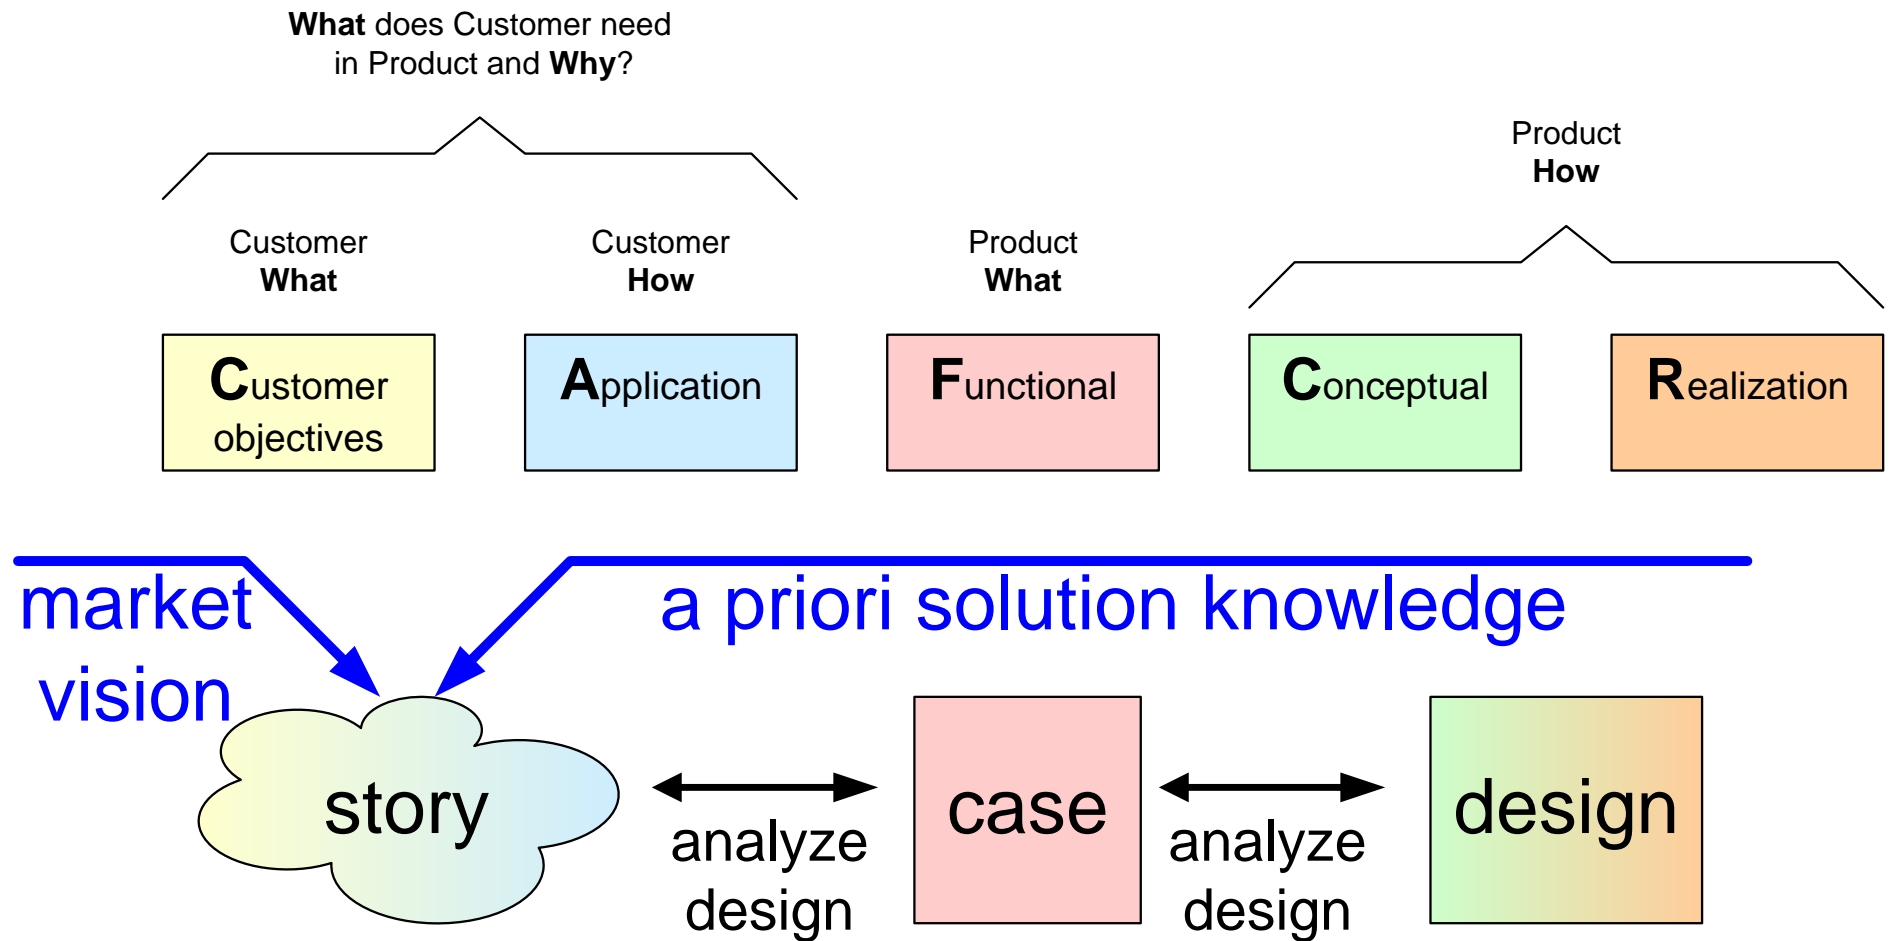 What does Customer need
in Product and Why?
Product
How
Customer
What
Customer
How
Product
What
Customer
objectives
Application
Functional
Conceptual
Realization
market
vision
a priori solution knowledge
story
analyze
design
case
analyze
design
design